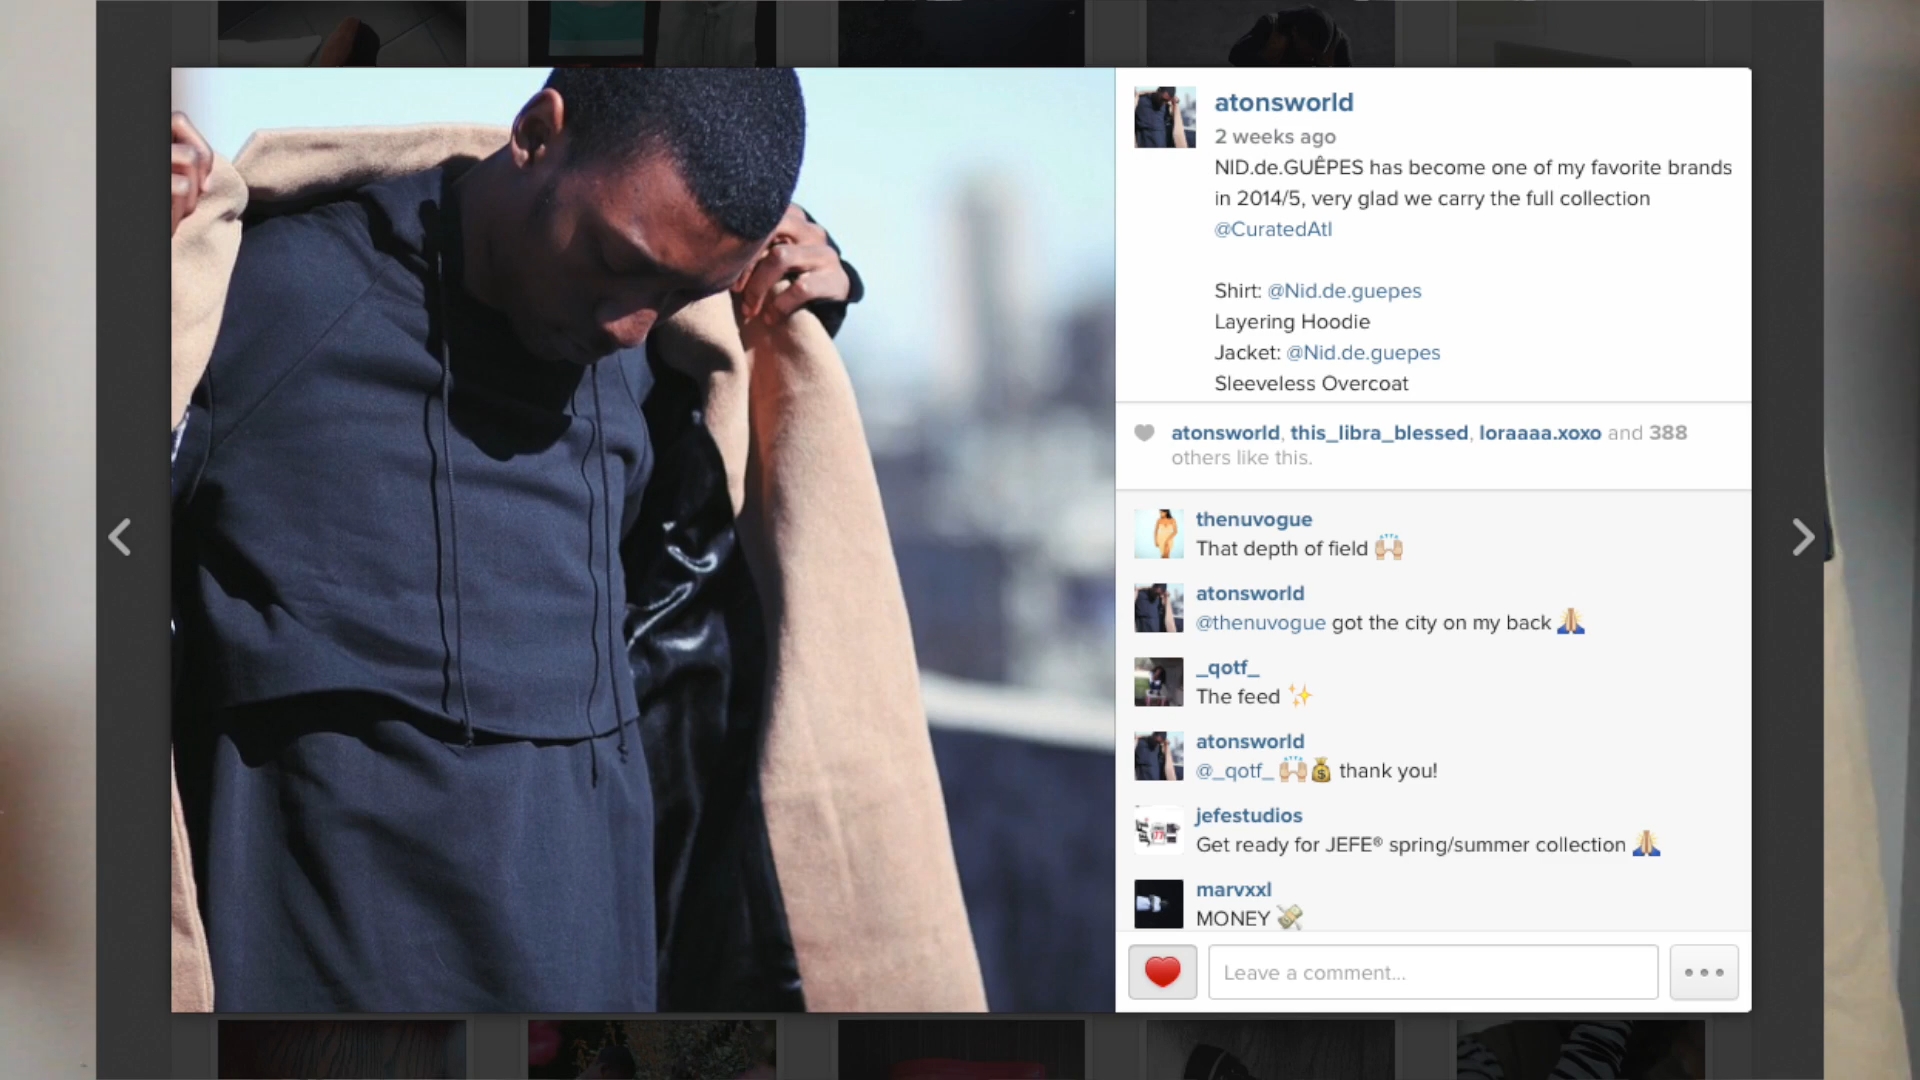 atonsworld
2 weeks ago
NID.de.GUÊPES has become one of my favorite brands
in 2014/5, very glad we carry the full collection
@CuratedAtl
Shirt: @Nid.de.guepes
Layering Hoodie
Jacket: @Nid.de.guepes
Sleeveless Overcoat
atonsworld, this_libra_blessed, loraaaa.xoxo and 388
others like this.
thenuvogue
That depth of field 🙌
atonsworld
@thenuvogue got the city on my back 🙏
_qotf_
The feed ✨
atonsworld
@_qotf_ 🙌💰 thank you!
jefestudios
Get ready for JEFE® spring/summer collection 🙏
marvxxl
MONEY 💸
Leave a comment...